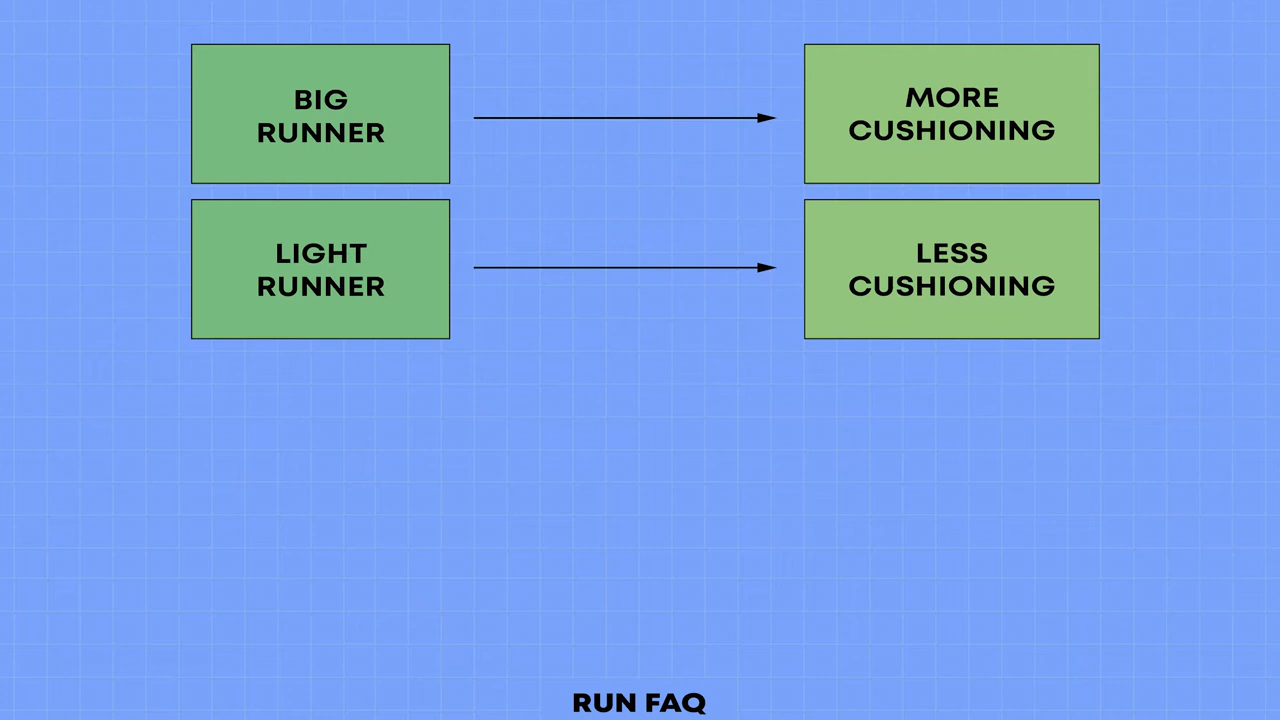 BIG
RUNNER
MORE
CUSHIONING
LIGHT
RUNNER
LESS
CUSHIONING
RUN FAQ